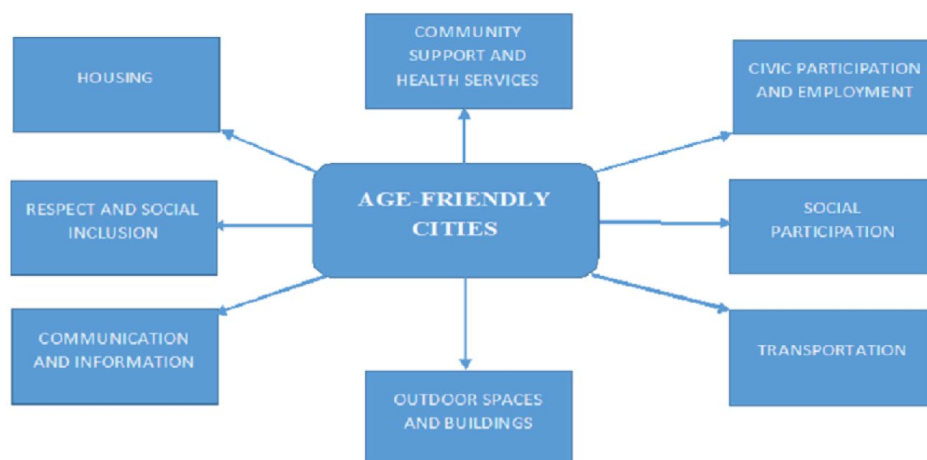 HOUSING
COMMUNITY
SUPPORT AND
HEALTH SERVICES
CIVIC PARTICIPATION
AND EMPLOYMENT
RESPECT AND SOCIAL
INCLUSION
AGE-FRIENDLY
CITIES
SOCIAL
PARTICIPATION
COMMUNICATION
AND INFORMATION
OUTDOOR SPACES
AND BUILDINGS
TRANSPORTATION